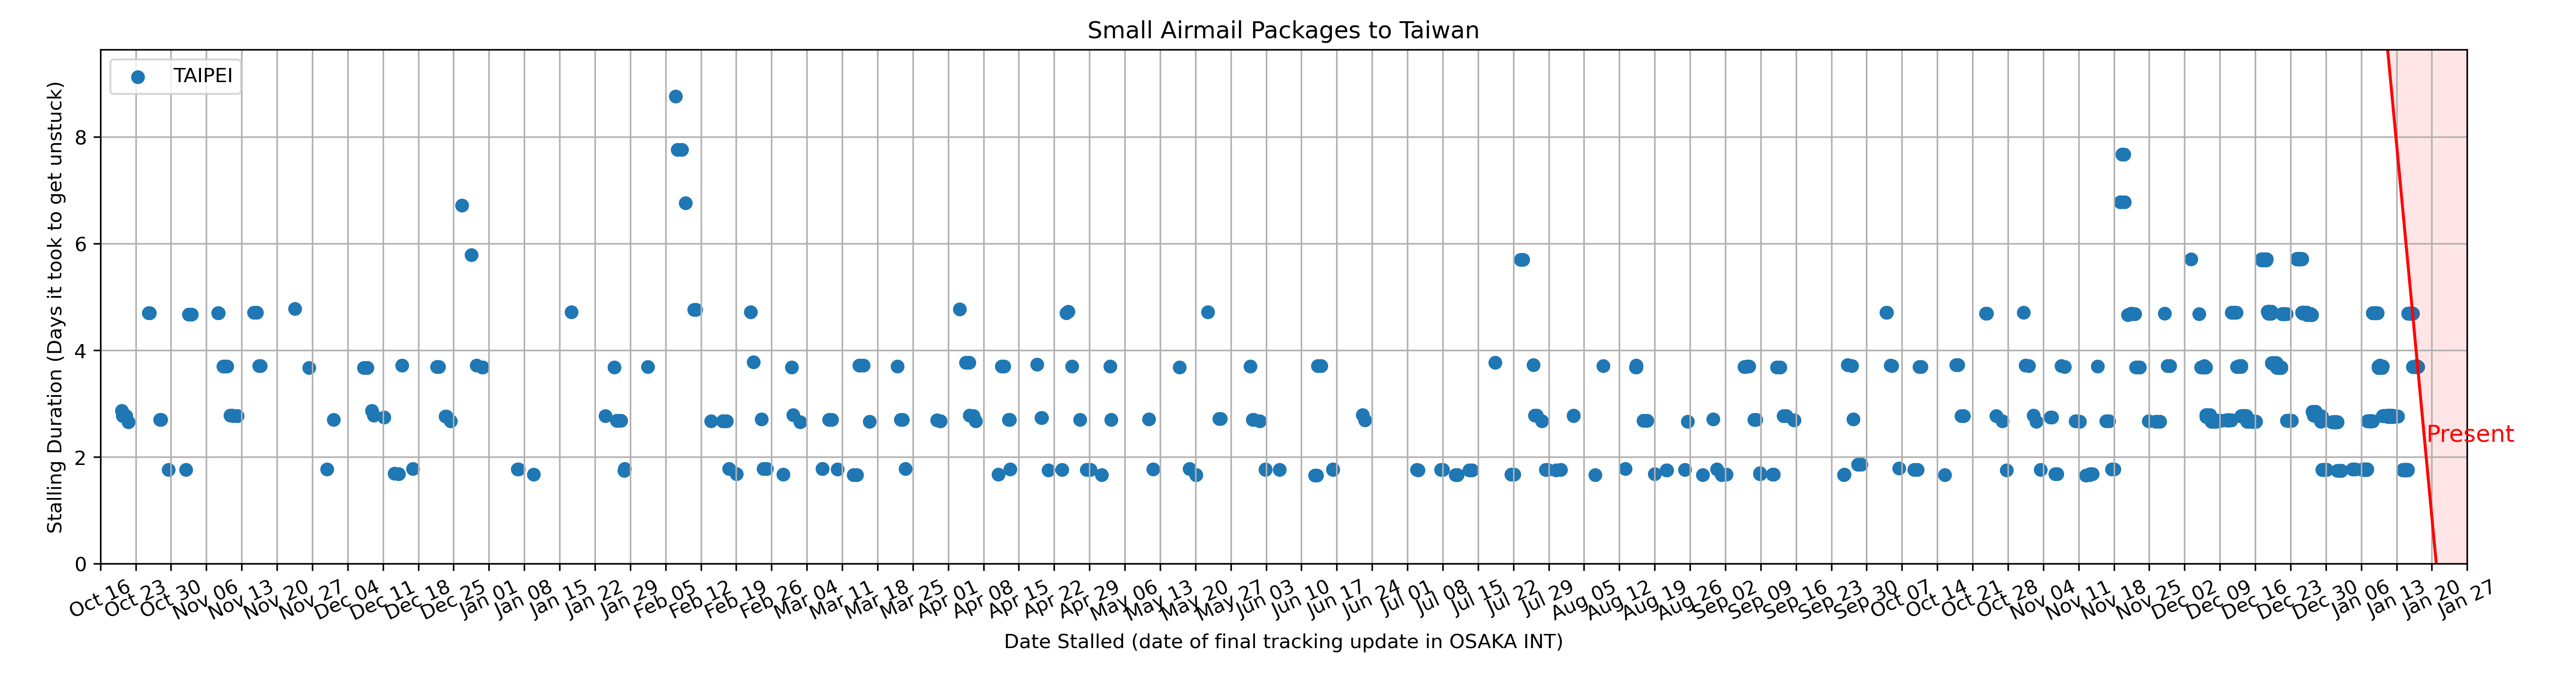 Small Airmail Packages to Taiwan
TAIPEI
Stalling Duration (Days it took to get unstuck)
8
6
4
2
0
Present
Oct 16 Oct 23 Oct 30 Nov 06 Nov 13 Nov 20 Nov 27 Dec 04 Dec 11 Dec 18 Dec 25 Jan 01 Jan 08 Jan 15 Jan 22 Jan 29 Feb 05 Feb 12 Feb 19 Feb 26 Mar 04 Mar 11 Mar 18 Mar 25 Apr 01 Apr 08 Apr 15 Apr 22 Apr 29 May 06 May 13 May 20 May 27 Jun 03 Jun 10 Jun 17 Jun 24 Jul 01 Jul 08 Jul 15 Jul 22 Jul 29 Aug 05 Aug 12 Aug 19 Aug 26 Sep 02 Sep 09 Sep 16 Sep 23 Sep 30 Oct 07 Oct 14 Oct 21 Oct 28 Nov 04 Nov 11 Nov 18 Nov 25 Dec 02 Dec 09 Dec 16 Dec 23 Dec 30 Jan 06 Jan 13 Jan 20 Jan 27
Date Stalled (date of final tracking update in OSAKA INT)